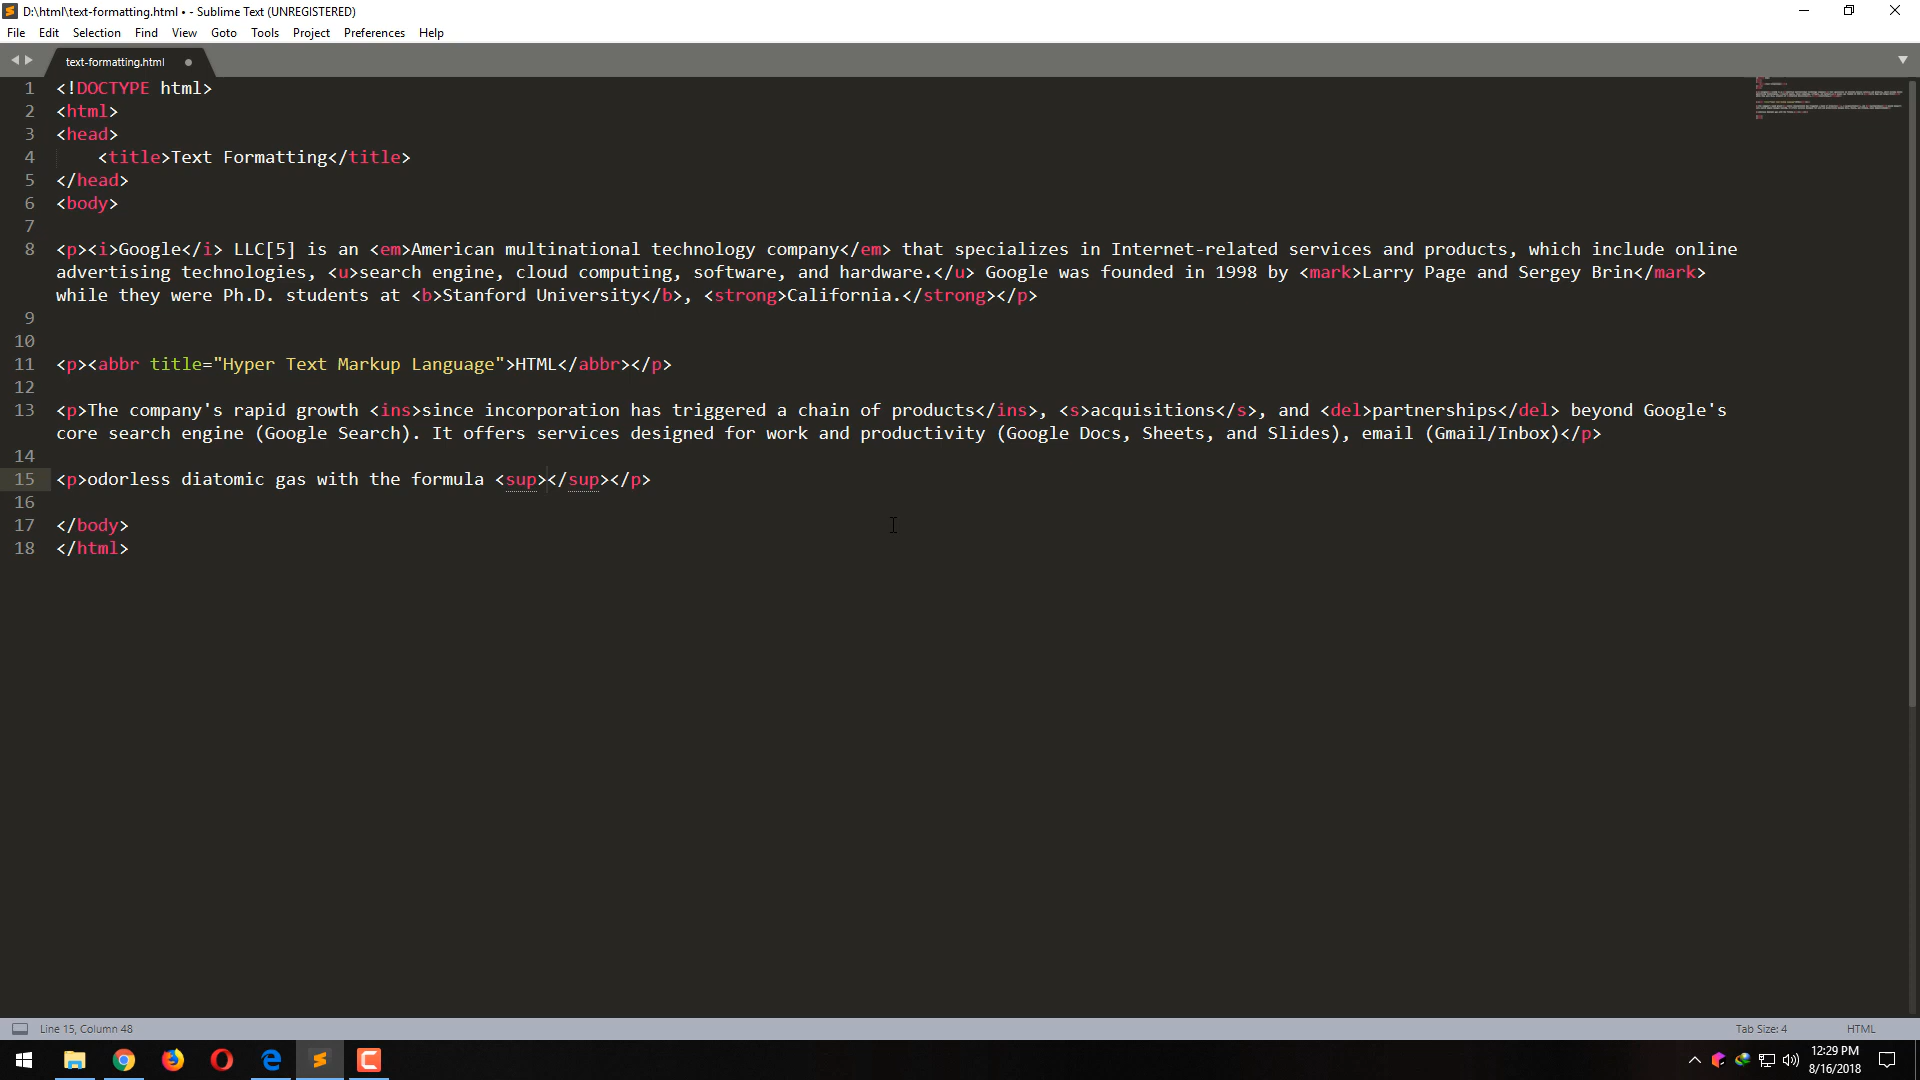 D:\html\text-formatting.html • - Sublime Text (UNREGISTERED)
File Edit Selection Find View Goto Tools Project Preferences Help
text-formatting.html
1 <!DOCTYPE html>
2 <html>
3 <head>
4 <title>Text Formatting</title>
5 </head>
6 <body>
7
8 <p><i>Google</i> LLC[5] is an <em>American multinational technology company</em> that specializes in Internet-related services and products, which include online
advertising technologies, <u>search engine, cloud computing, software, and hardware.</u> Google was founded in 1998 by <mark>Larry Page and Sergey Brin</mark>
while they were Ph.D. students at <b>Stanford University</b>, <strong>California.</strong></p>
9
10
11 <p><abbr title="Hyper Text Markup Language">HTML</abbr></p>
12
13 <p>The company's rapid growth <ins>since incorporation has triggered a chain of products</ins>, <s>acquisitions</s>, and <del>partnerships</del> beyond Google's
core search engine (Google Search). It offers services designed for work and productivity (Google Docs, Sheets, and Slides), email (Gmail/Inbox)</p>
14
15 <p>odorless diatomic gas with the formula <sup></sup></p>
16
17 </body>
18 </html>
Line 15, Column 48 Tab Size: 4 HTML
12:29 PM
8/16/2018